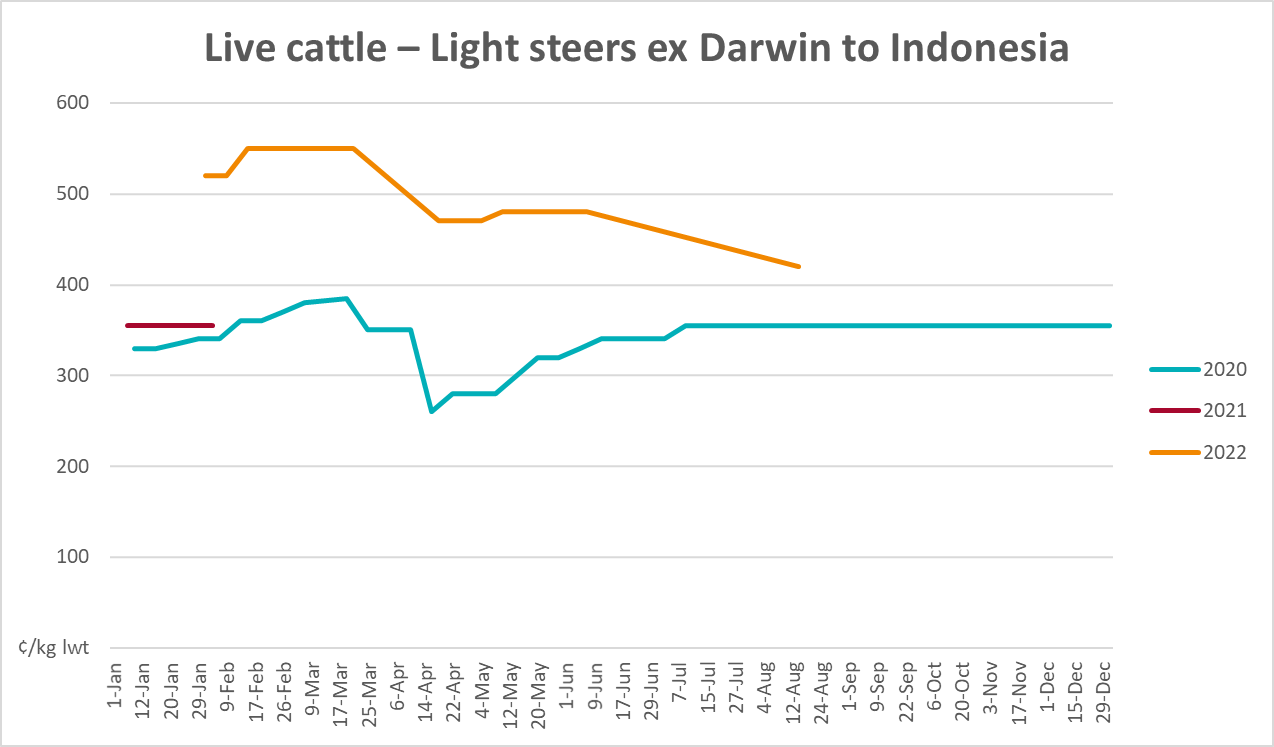 Live cattle – Light steers ex Darwin to Indonesia
600
500
400
300
200
100
¢/kg lwt
2020
2021
2022
1-Jan
12-Jan
20-Jan
29-Jan
9-Feb
17-Feb
26-Feb
9-Mar
17-Mar
25-Mar
6-Apr
14-Apr
22-Apr
4-May
12-May
20-May
1-Jun
9-Jun
17-Jun
29-Jun
7-Jul
15-Jul
27-Jul
4-Aug
12-Aug
24-Aug
1-Sep
9-Sep
22-Sep
6-Oct
20-Oct
3-Nov
17-Nov
1-Dec
15-Dec
29-Dec